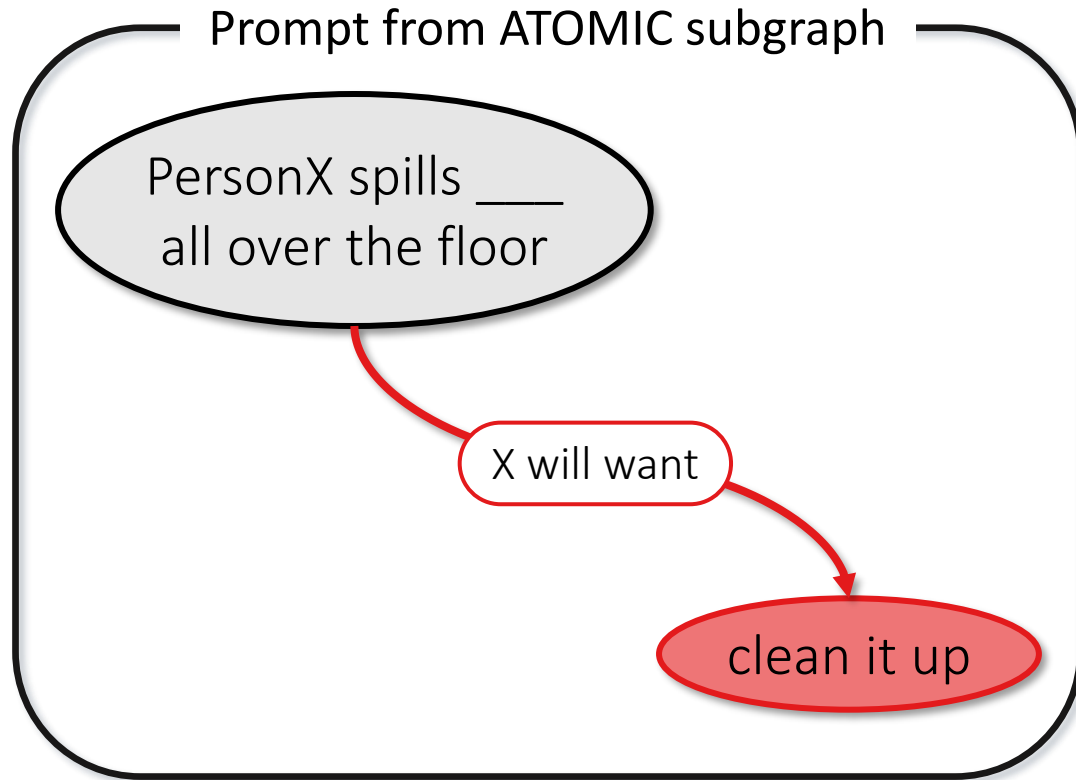 Prompt from ATOMIC subgraph
PersonX spills ___
all over the floor
X will want
clean it up